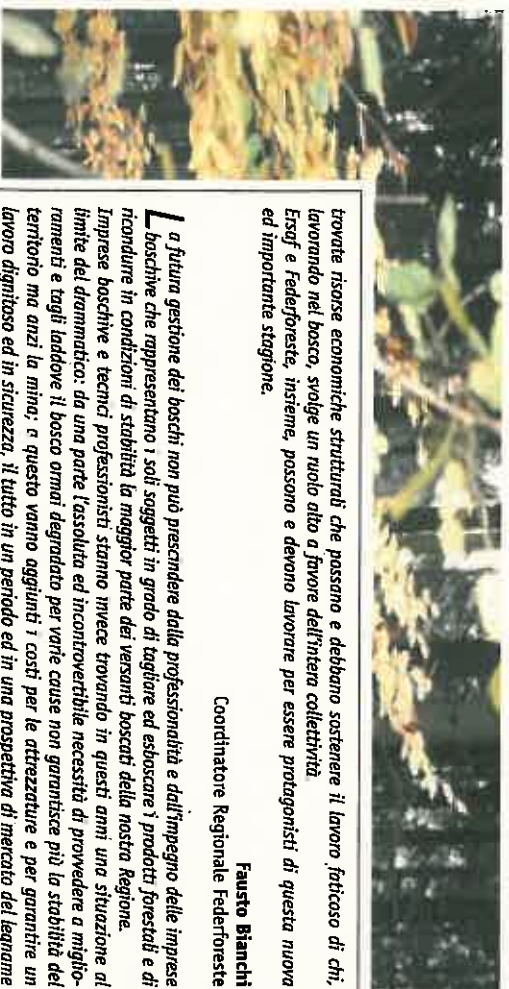 trovate risorse economiche strutturali che possano e debbano sostenere il lavoro faticoso di chi,
lavorando nel bosco, svolge un ruolo alto a favore dell'intera collettività.
Ersaf e Federforeste, insieme, possono e devono lavorare per essere protagonisti di questa nuova
ed importante stagione.
Fausto Bianchi
Coordinatore Regionale Federforeste
La futura gestione dei boschi non può prescindere dalla professionalità e dall'impegno delle imprese
boschive che rappresentano i soli soggetti in grado di tagliare ed esboscare i prodotti forestali e di
ricondurre in condizioni di stabilità la maggior parte dei versanti boscati della nostra Regione.
Imprese boschive e tecnici professionisti stanno invece trovando in questi anni una situazione al
limite del drammatico: da una parte l'assoluta ed incontrovertibile necessità di provvedere a miglio-
ramenti e tagli laddove il bosco ormai degradato per varie cause non garantisce più la stabilità del
territorio ma anzi la mina; a questo vanno aggiunti i costi per le attrezzature e per garantire un
lavoro dignitoso ed in sicurezza, il tutto in un periodo ed in una prospettiva di mercato del legname